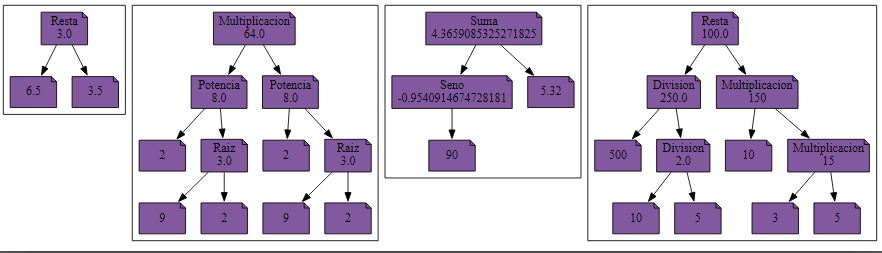 Resta
3.0
6.5
3.5
Multiplicacion
64.0
Potencia
8.0
Potencia
8.0
2
Raiz
3.0
2
Raiz
3.0
9
2
9
2
Suma
4.3659085325271825
Seno
-0.9540914674728181
5.32
90
Resta
100.0
Division
250.0
Multiplicacion
150
500
Division
2.0
10
Multiplicacion
15
10
5
3
5